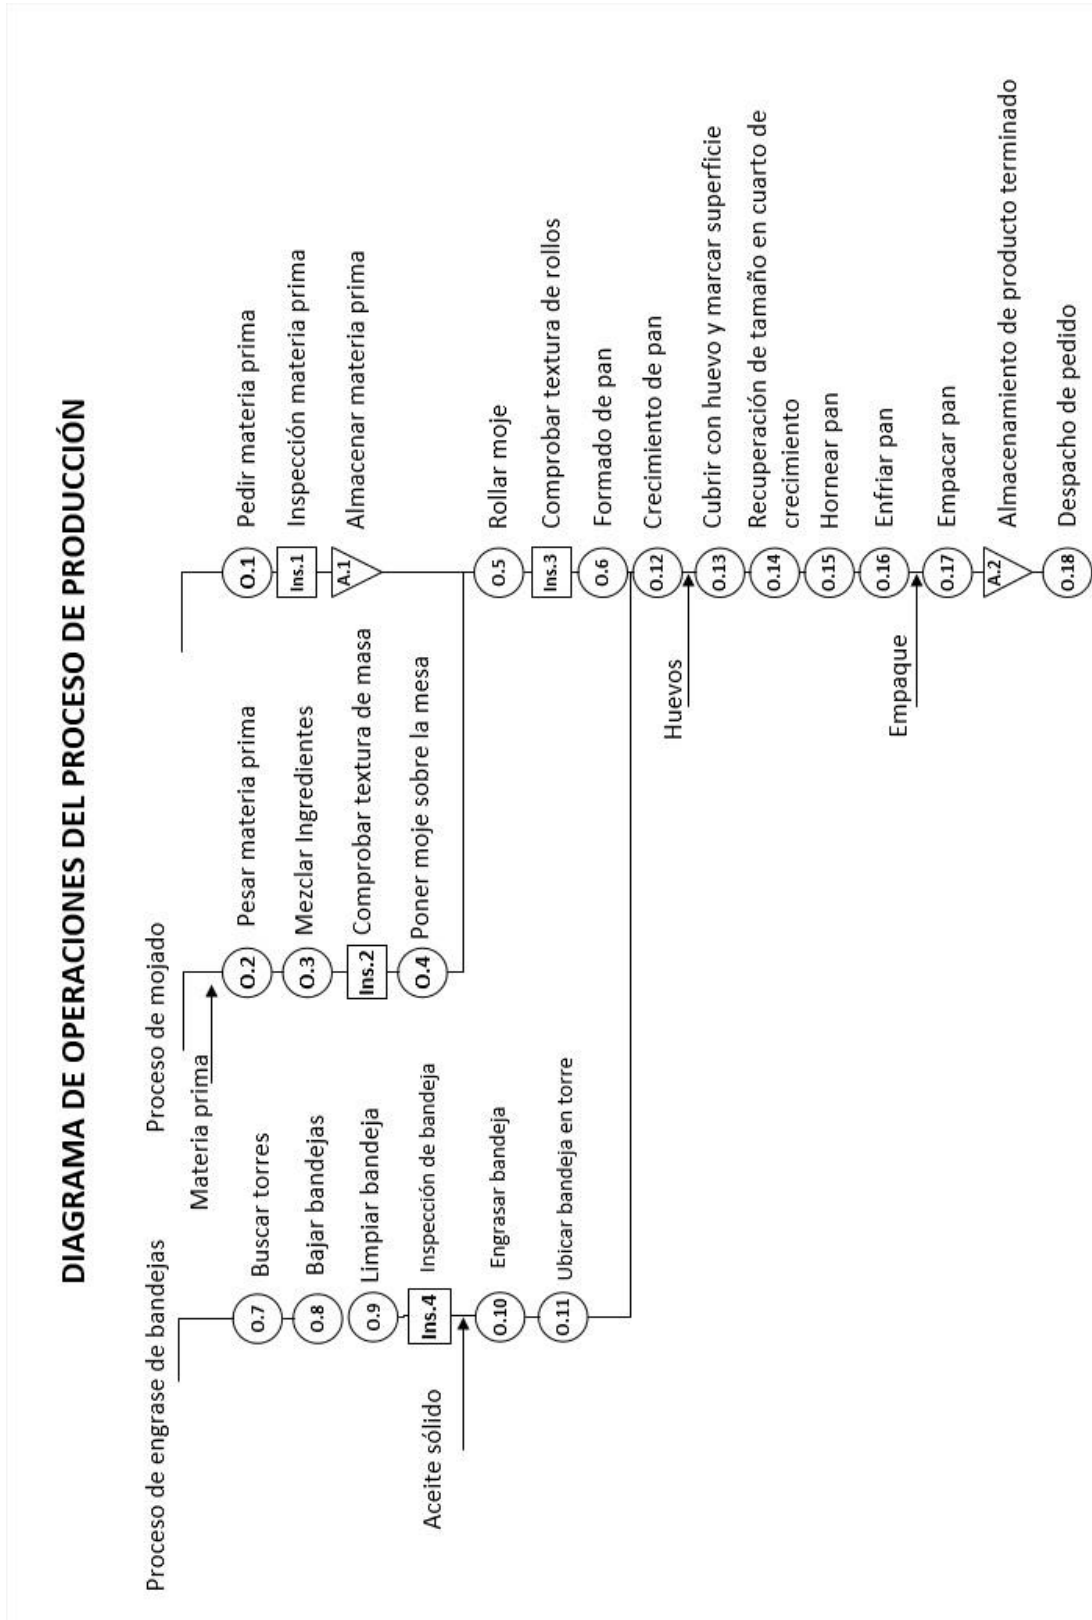 DIAGRAMA DE OPERACIONES DEL PROCESO DE PRODUCCIÓN
Proceso de engrase de bandejas
O.7
Buscar torres
O.8
Bajar bandejas
O.9
Limpiar bandeja
Ins.4
Inspección de bandeja
Aceite sólido
O.10
Engrasar bandeja
O.11
Ubicar bandeja en torre
Proceso de mojado
Materia prima
O.2
Pesar materia prima
O.3
Mezclar Ingredientes
Ins.2
Comprobar textura de masa
O.4
Poner moje sobre la mesa
O.1
Pedir materia prima
Ins.1
Inspección materia prima
A.1
Almacenar materia prima
O.5
Rollar moje
Ins.3
Comprobar textura de rollos
O.6
Formado de pan
O.12
Crecimiento de pan
Huevos
O.13
Cubrir con huevo y marcar superficie
O.14
Recuperación de tamaño en cuarto de
crecimiento
O.15
Hornear pan
O.16
Enfriar pan
Empaque
O.17
Empacar pan
A.2
Almacenamiento de producto terminado
O.18
Despacho de pedido